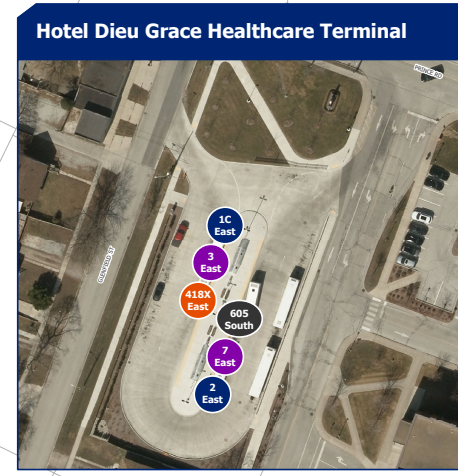 Hotel Dieu Grace Healthcare Terminal
PRINCE RD
1C
East
3
East
418X
East
605
South
7
East
2
East